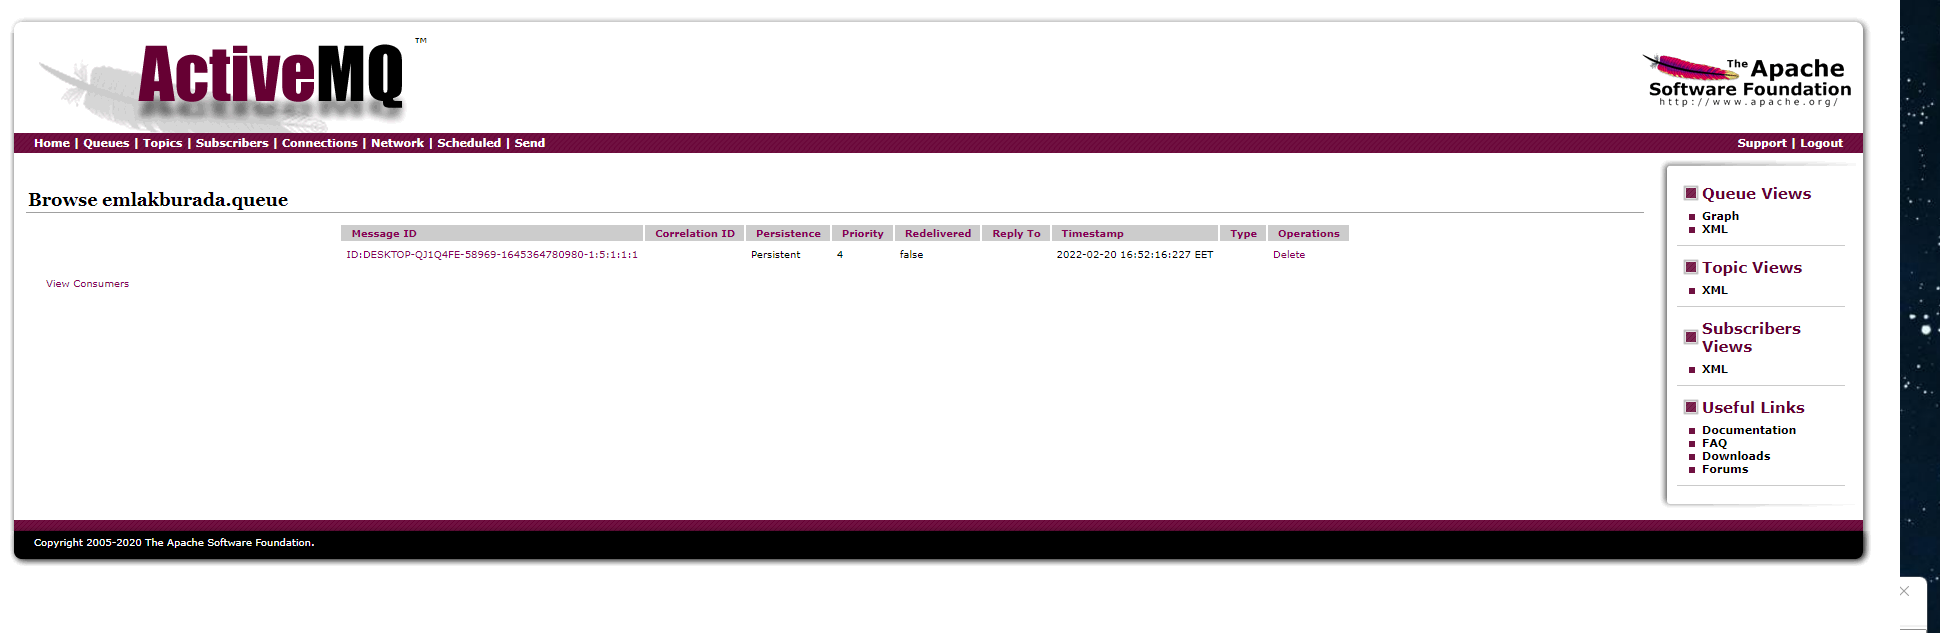 ActiveMQ ™
The Apache
Software Foundation
http://www.apache.org/
Home | Queues | Topics | Subscribers | Connections | Network | Scheduled | Send
Support | Logout
Browse emlakburada.queue
Message ID Correlation ID Persistence Priority Redelivered Reply To Timestamp Type Operations
ID:DESKTOP-QJ1Q4FE-58969-1645364780980-1:5:1:1:1 Persistent 4 false 2022-02-20 16:52:16:227 EET Delete
View Consumers
Queue Views
Graph
XML
Topic Views
XML
Subscribers
Views
XML
Useful Links
Documentation
FAQ
Downloads
Forums
Copyright 2005-2020 The Apache Software Foundation.